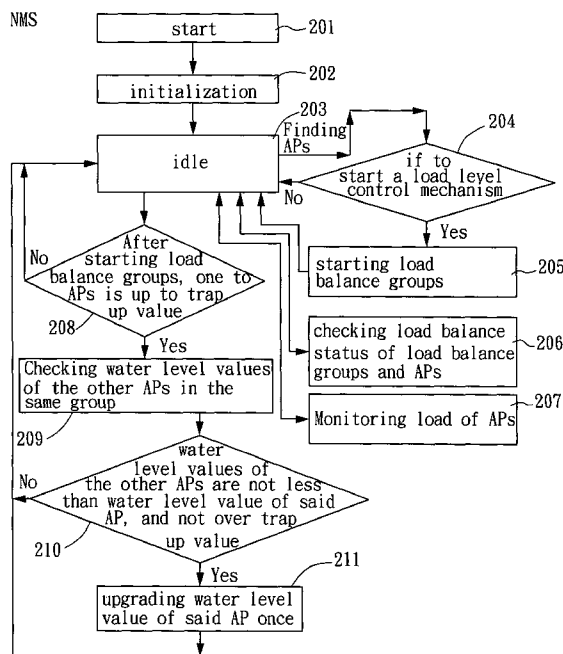 NMS
start
201
initialization
202
203
idle
Finding
APs
204
if to
start a load level
control mechanism
No
Yes
starting load
balance groups
205
After
starting load
balance groups, one to
APs is up to trap
up value
No
208
Yes
checking load balance
status of load balance
groups and APs
206
Monitoring load of APs
207
Checking water level values
of the other APs in the
same group
209
water
level values of
the other APs are not less
than water level value of said
AP, and not over trap
up value
No
210
Yes
211
upgrading water level
value of said AP once